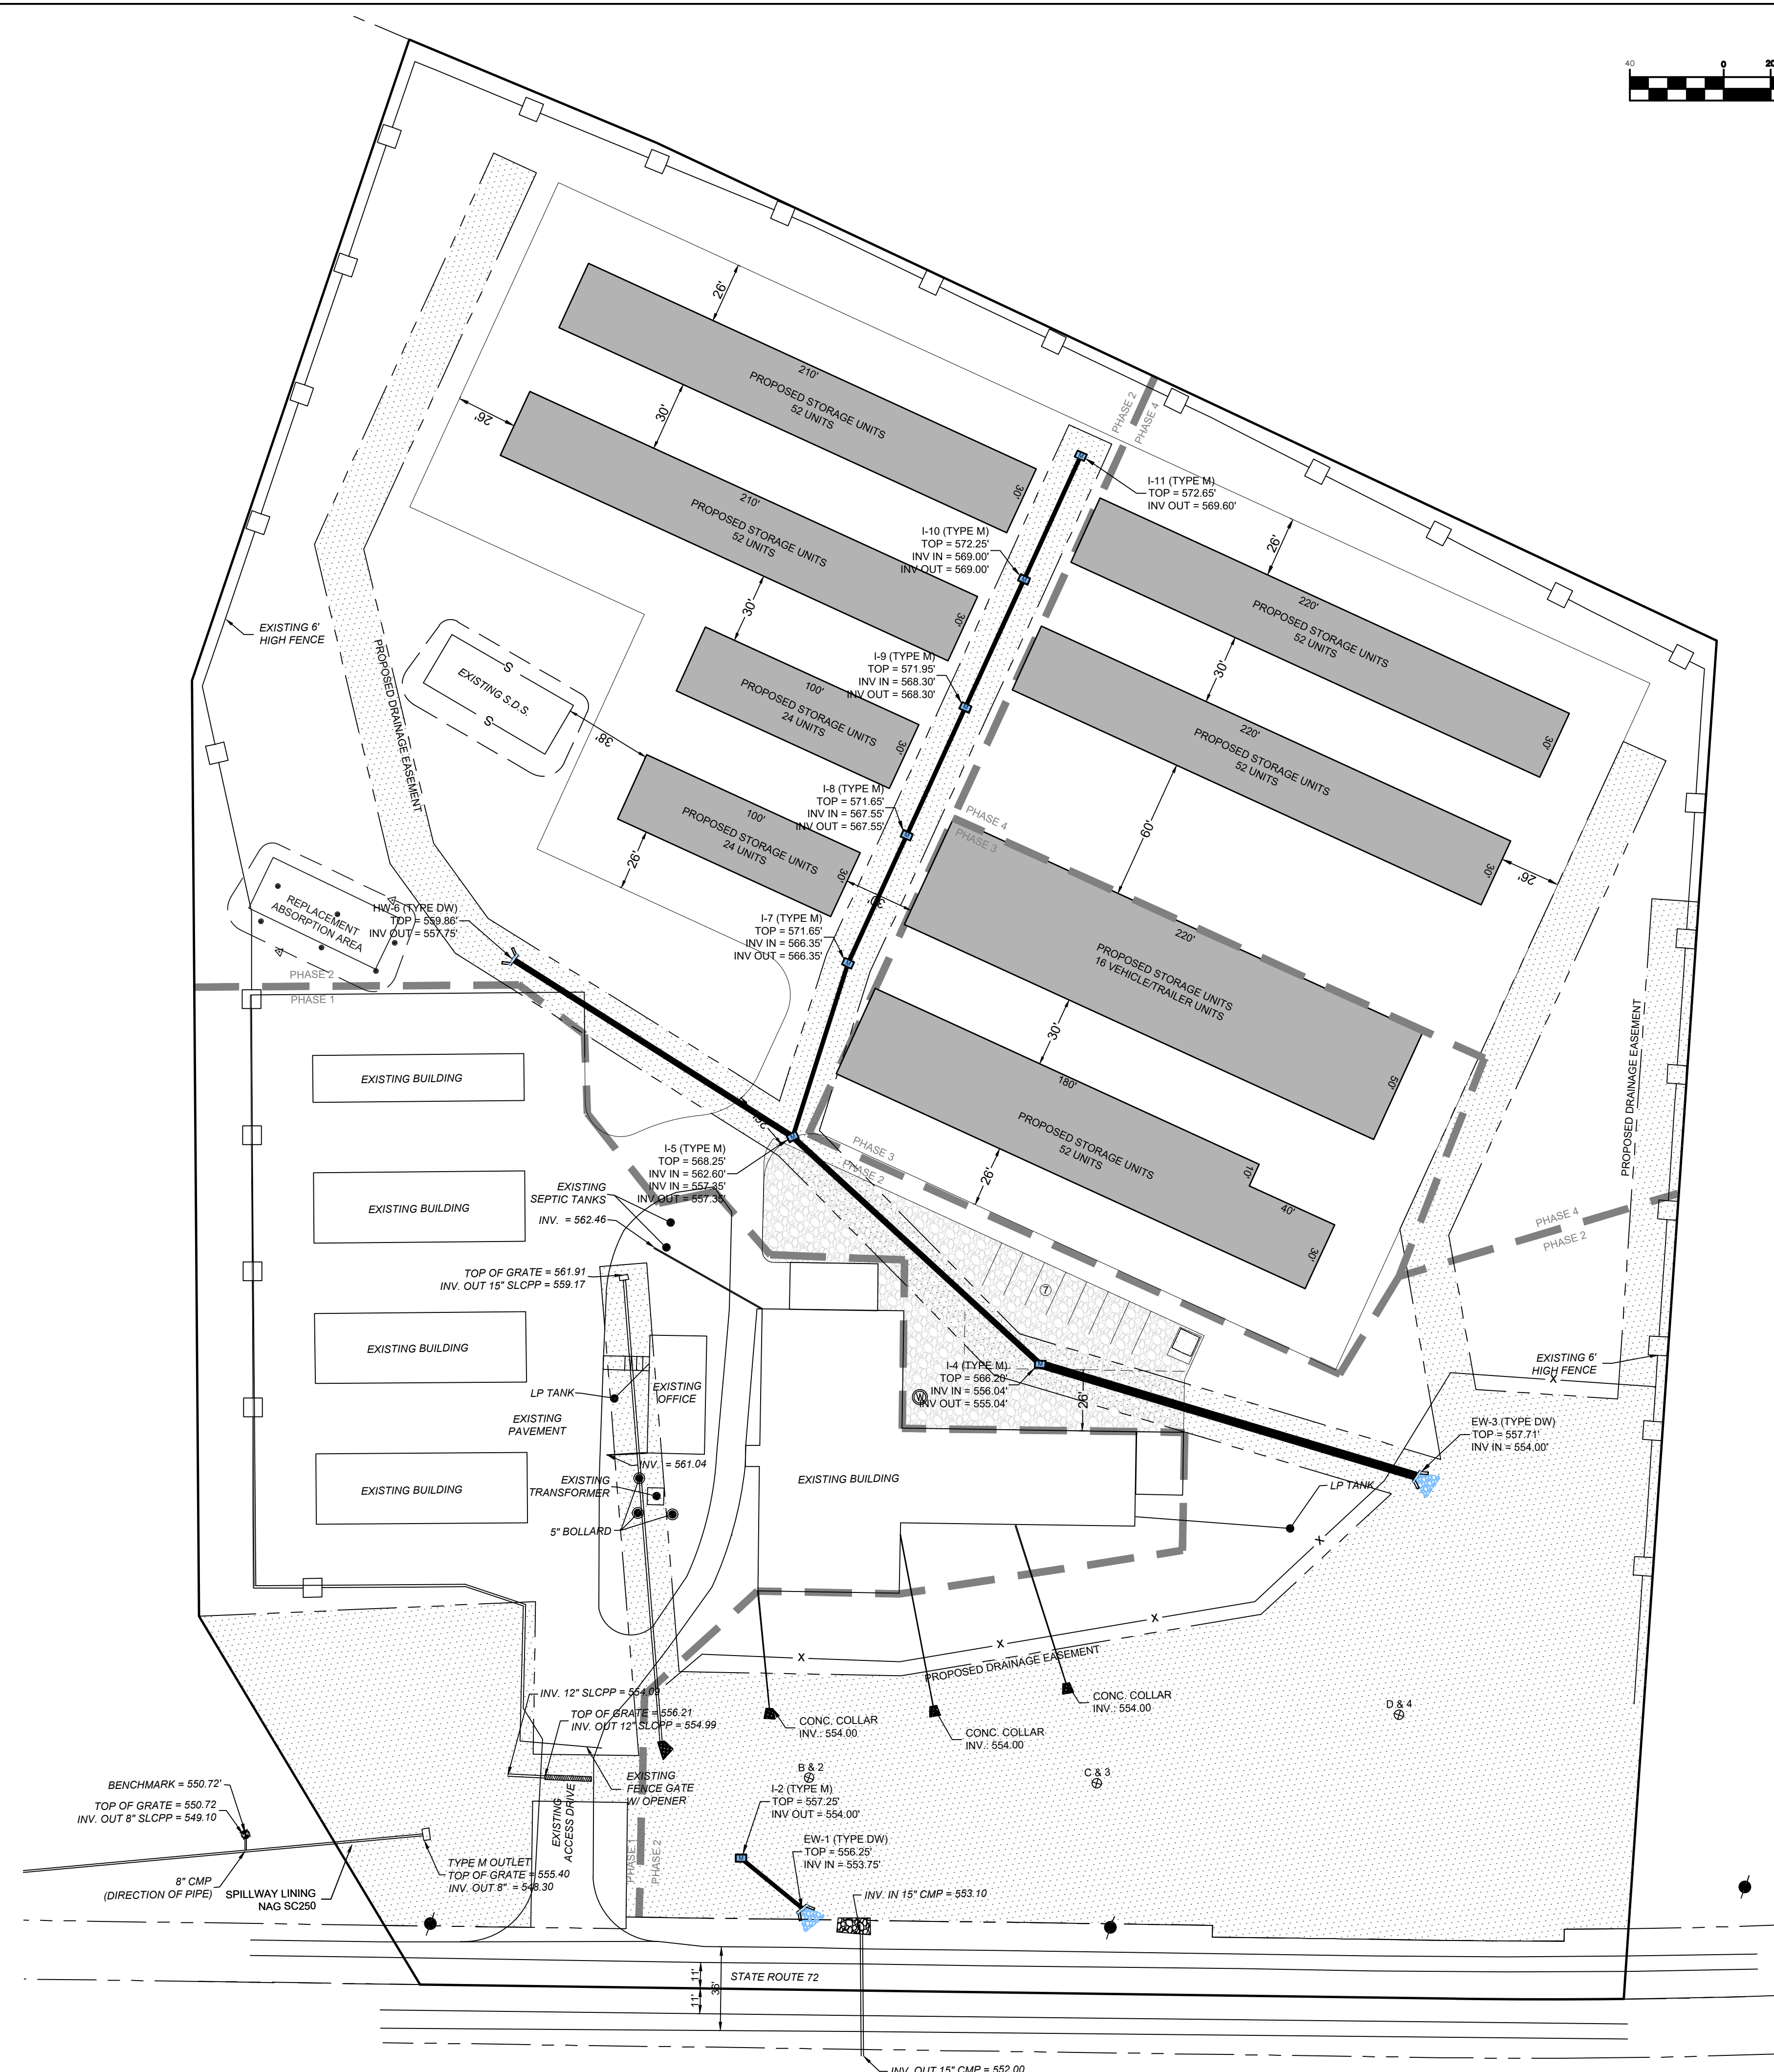 40
0
20
26'
210'
PROPOSED STORAGE UNITS
52 UNITS
30'
30'
26'
210'
PROPOSED STORAGE UNITS
52 UNITS
30'
30'
100'
PROPOSED STORAGE UNITS
24 UNITS
30'
38'
100'
PROPOSED STORAGE UNITS
24 UNITS
30'
26'
30'
PHASE 2
PHASE 4
I-11 (TYPE M)
TOP = 572.65'
INV OUT = 569.60'
I-10 (TYPE M)
TOP = 572.25'
INV IN = 569.00'
INV OUT = 569.00'
I-9 (TYPE M)
TOP = 571.95'
INV IN = 568.30'
INV OUT = 568.30'
I-8 (TYPE M)
TOP = 571.65'
INV IN = 567.55'
INV OUT = 567.55'
I-7 (TYPE M)
TOP = 571.65'
INV IN = 566.35'
INV OUT = 566.35'
26'
220'
PROPOSED STORAGE UNITS
52 UNITS
30'
30'
220'
PROPOSED STORAGE UNITS
52 UNITS
30'
26'
60'
PHASE 4
PHASE 3
220'
PROPOSED STORAGE UNITS
16 VEHICLE/TRAILER UNITS
50'
30'
180'
PROPOSED STORAGE UNITS
52 UNITS
10'
40'
30'
26'
PHASE 3
PHASE 2
EXISTING 6'
HIGH FENCE
PROPOSED DRAINAGE EASEMENT
S
EXISTING S.D.S.
S
REPLACEMENT
ABSORPTION AREA
HW-6 (TYPE DW)
TOP = 559.86'
INV OUT = 557.75'
PHASE 2
PHASE 1
26'
I-5 (TYPE M)
TOP = 568.25'
INV IN = 562.60'
INV IN = 557.35'
INV OUT = 557.35'
EXISTING
SEPTIC TANKS
INV. = 562.46
TOP OF GRATE = 561.91
INV. OUT 15" SLCPP = 559.17
EXISTING BUILDING
EXISTING BUILDING
EXISTING BUILDING
EXISTING BUILDING
LP TANK
EXISTING
OFFICE
EXISTING
PAVEMENT
INV. = 561.04
EXISTING
TRANSFORMER
5" BOLLARD
EXISTING BUILDING
7
W
I-4 (TYPE M)
TOP = 566.20'
INV IN = 556.04'
INV OUT = 555.04'
26'
PROPOSED DRAINAGE EASEMENT
PHASE 4
PHASE 2
EXISTING 6'
HIGH FENCE
X
EW-3 (TYPE DW)
TOP = 557.71'
INV IN = 554.00'
LP TANK
X
X
X
X
PROPOSED DRAINAGE EASEMENT
INV. 12" SLCPP = 554.09
TOP OF GRATE = 556.21
INV. OUT 12" SLCPP = 554.99
CONC. COLLAR
INV.: 554.00
CONC. COLLAR
INV.: 554.00
CONC. COLLAR
INV.: 554.00
D & 4
B & 2
C & 3
EXISTING
FENCE GATE
W/ OPENER
EXISTING
ACCESS DRIVE
I-2 (TYPE M)
TOP = 557.25'
INV OUT = 554.00'
EW-1 (TYPE DW)
TOP = 556.25'
INV IN = 553.75'
PHASE 1
PHASE 2
BENCHMARK = 550.72'
TOP OF GRATE = 550.72
INV. OUT 8" SLCPP = 549.10
8" CMP
(DIRECTION OF PIPE)
SPILLWAY LINING
NAG SC250
TYPE M OUTLET
TOP OF GRATE = 555.40
INV. OUT 8" = 548.30
INV. IN 15" CMP = 553.10
11'
11'
36'
STATE ROUTE 72
INV. OUT 15" CMP = 552.00